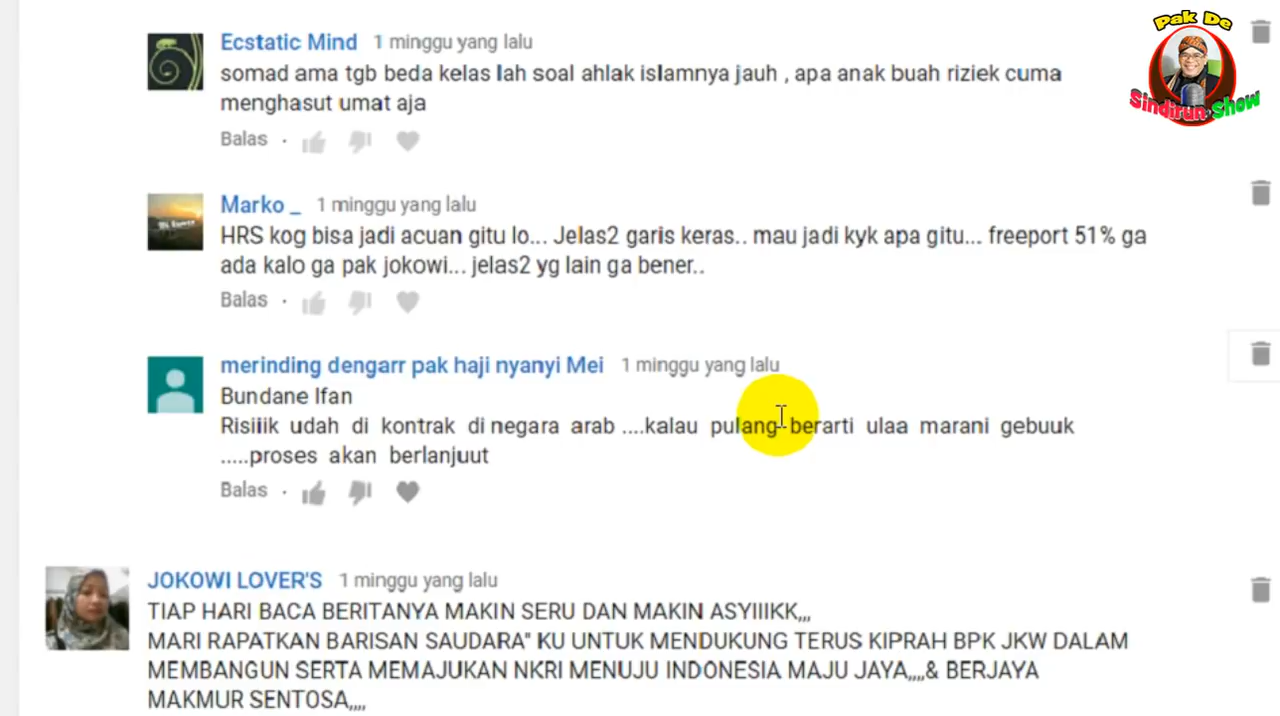 Pak De
Sindirun Show
Ecstatic Mind 1 minggu yang lalu
somad ama tgb beda kelas lah soal ahlak islamnya jauh , apa anak buah riziek cuma
menghasut umat aja
Balas ·
Marko _ 1 minggu yang lalu
HRS kog bisa jadi acuan gitu lo... Jelas2 garis keras.. mau jadi kyk apa gitu... freeport 51% ga
ada kalo ga pak jokowi... jelas2 yg lain ga bener..
Balas ·
merinding dengarr pak haji nyanyi Mei 1 minggu yang lalu
Bundane Ifan
Risiiik udah di kontrak di negara arab ....kalau pulang berarti ulaa marani gebuuk
.....proses akan berlanjuut
Balas ·
JOKOWI LOVER'S 1 minggu yang lalu
TIAP HARI BACA BERITANYA MAKIN SERU DAN MAKIN ASYIIIKK,,,
MARI RAPATKAN BARISAN SAUDARA" KU UNTUK MENDUKUNG TERUS KIPRAH BPK JKW DALAM
MEMBANGUN SERTA MEMAJUKAN NKRI MENUJU INDONESIA MAJU JAYA,,,,& BERJAYA
MAKMUR SENTOSA,,,,